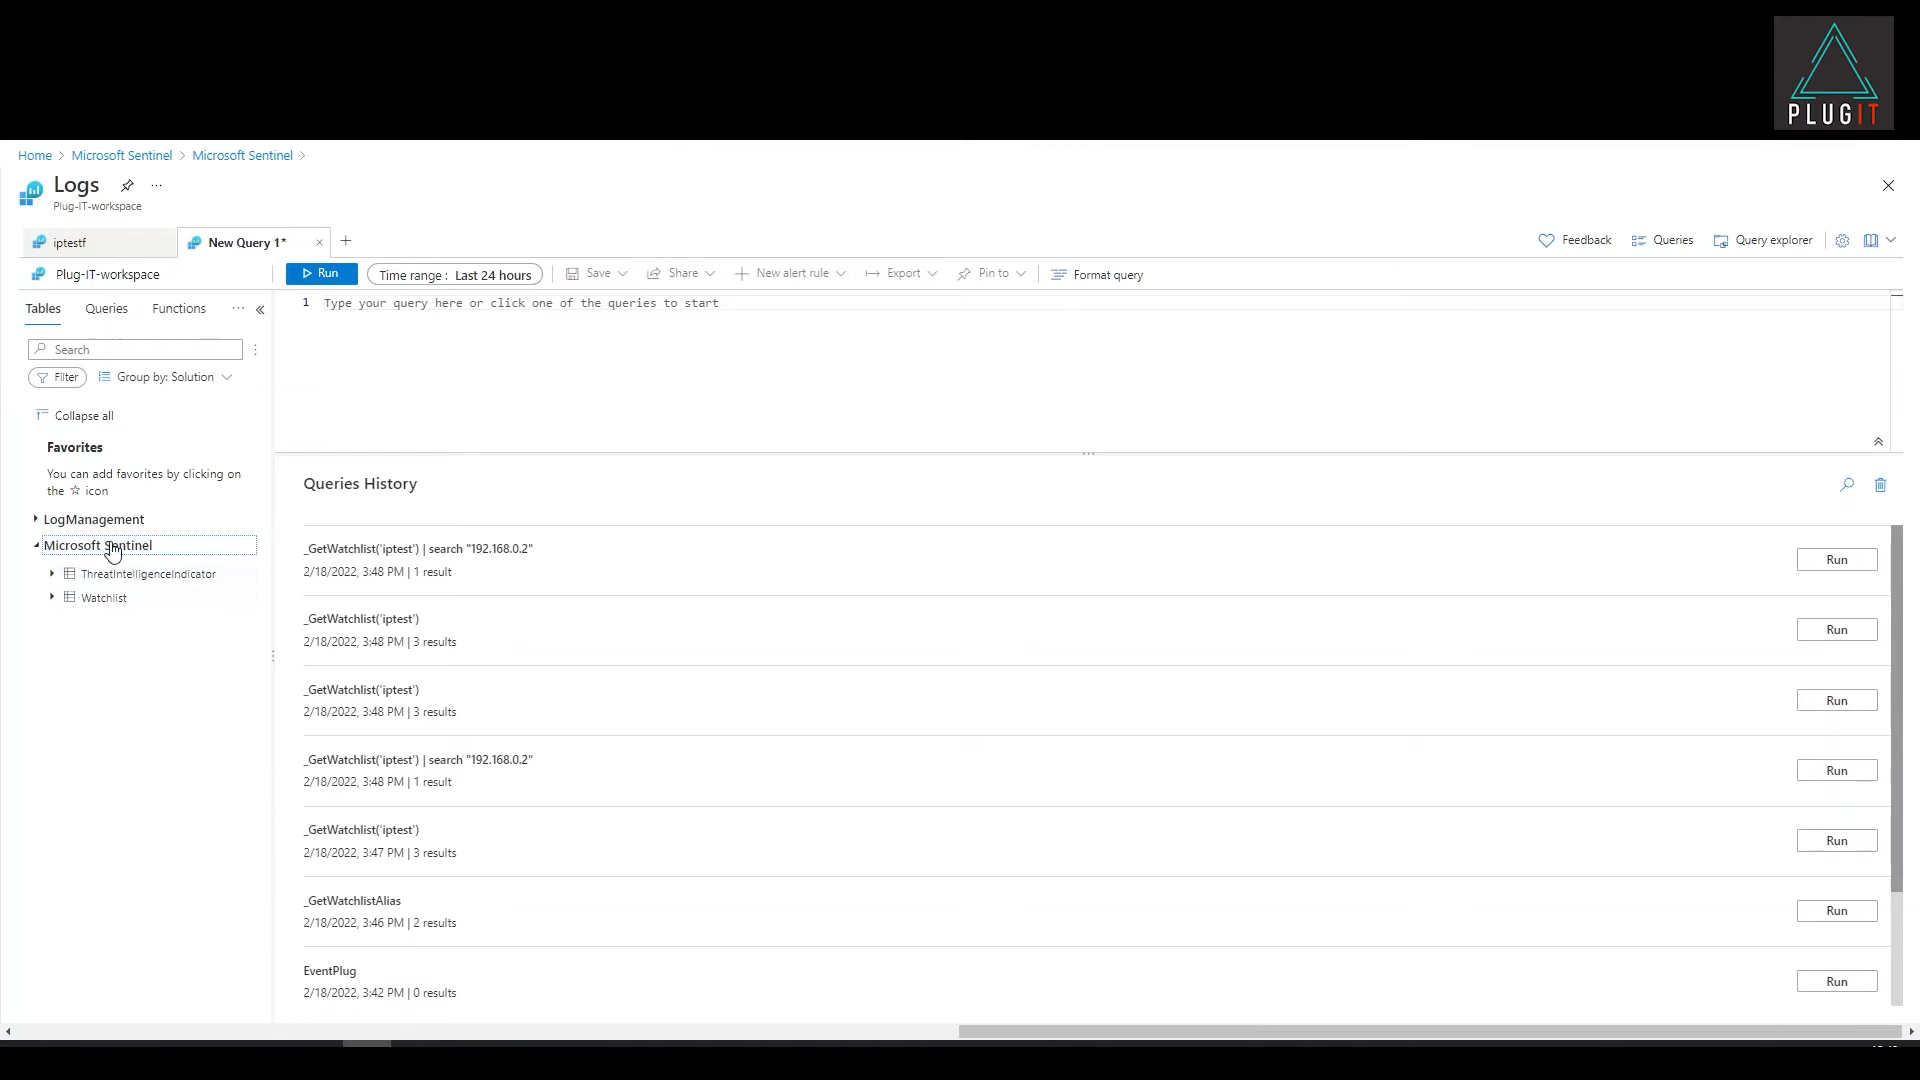 PLUGIT
Home > Microsoft Sentinel > Microsoft Sentinel >
Logs
Plug-IT-workspace
iptestf
New Query 1*
Feedback
Queries
Query explorer
Plug-IT-workspace
Run
Time range : Last 24 hours
Save
Share
New alert rule
Export
Pin to
Format query
Tables
Queries
Functions
1 Type your query here or click one of the queries to start
Search
Filter
Group by: Solution
Collapse all
Favorites
You can add favorites by clicking on
the ☆ icon
LogManagement
Microsoft Sentinel
ThreatIntelligenceIndicator
Watchlist
Queries History
_GetWatchlist('iptest') | search "192.168.0.2"
2/18/2022, 3:48 PM | 1 result
Run
_GetWatchlist('iptest')
2/18/2022, 3:48 PM | 3 results
Run
_GetWatchlist('iptest')
2/18/2022, 3:48 PM | 3 results
Run
_GetWatchlist('iptest') | search "192.168.0.2"
2/18/2022, 3:48 PM | 1 result
Run
_GetWatchlist('iptest')
2/18/2022, 3:47 PM | 3 results
Run
_GetWatchlistAlias
2/18/2022, 3:46 PM | 2 results
Run
EventPlug
2/18/2022, 3:42 PM | 0 results
Run